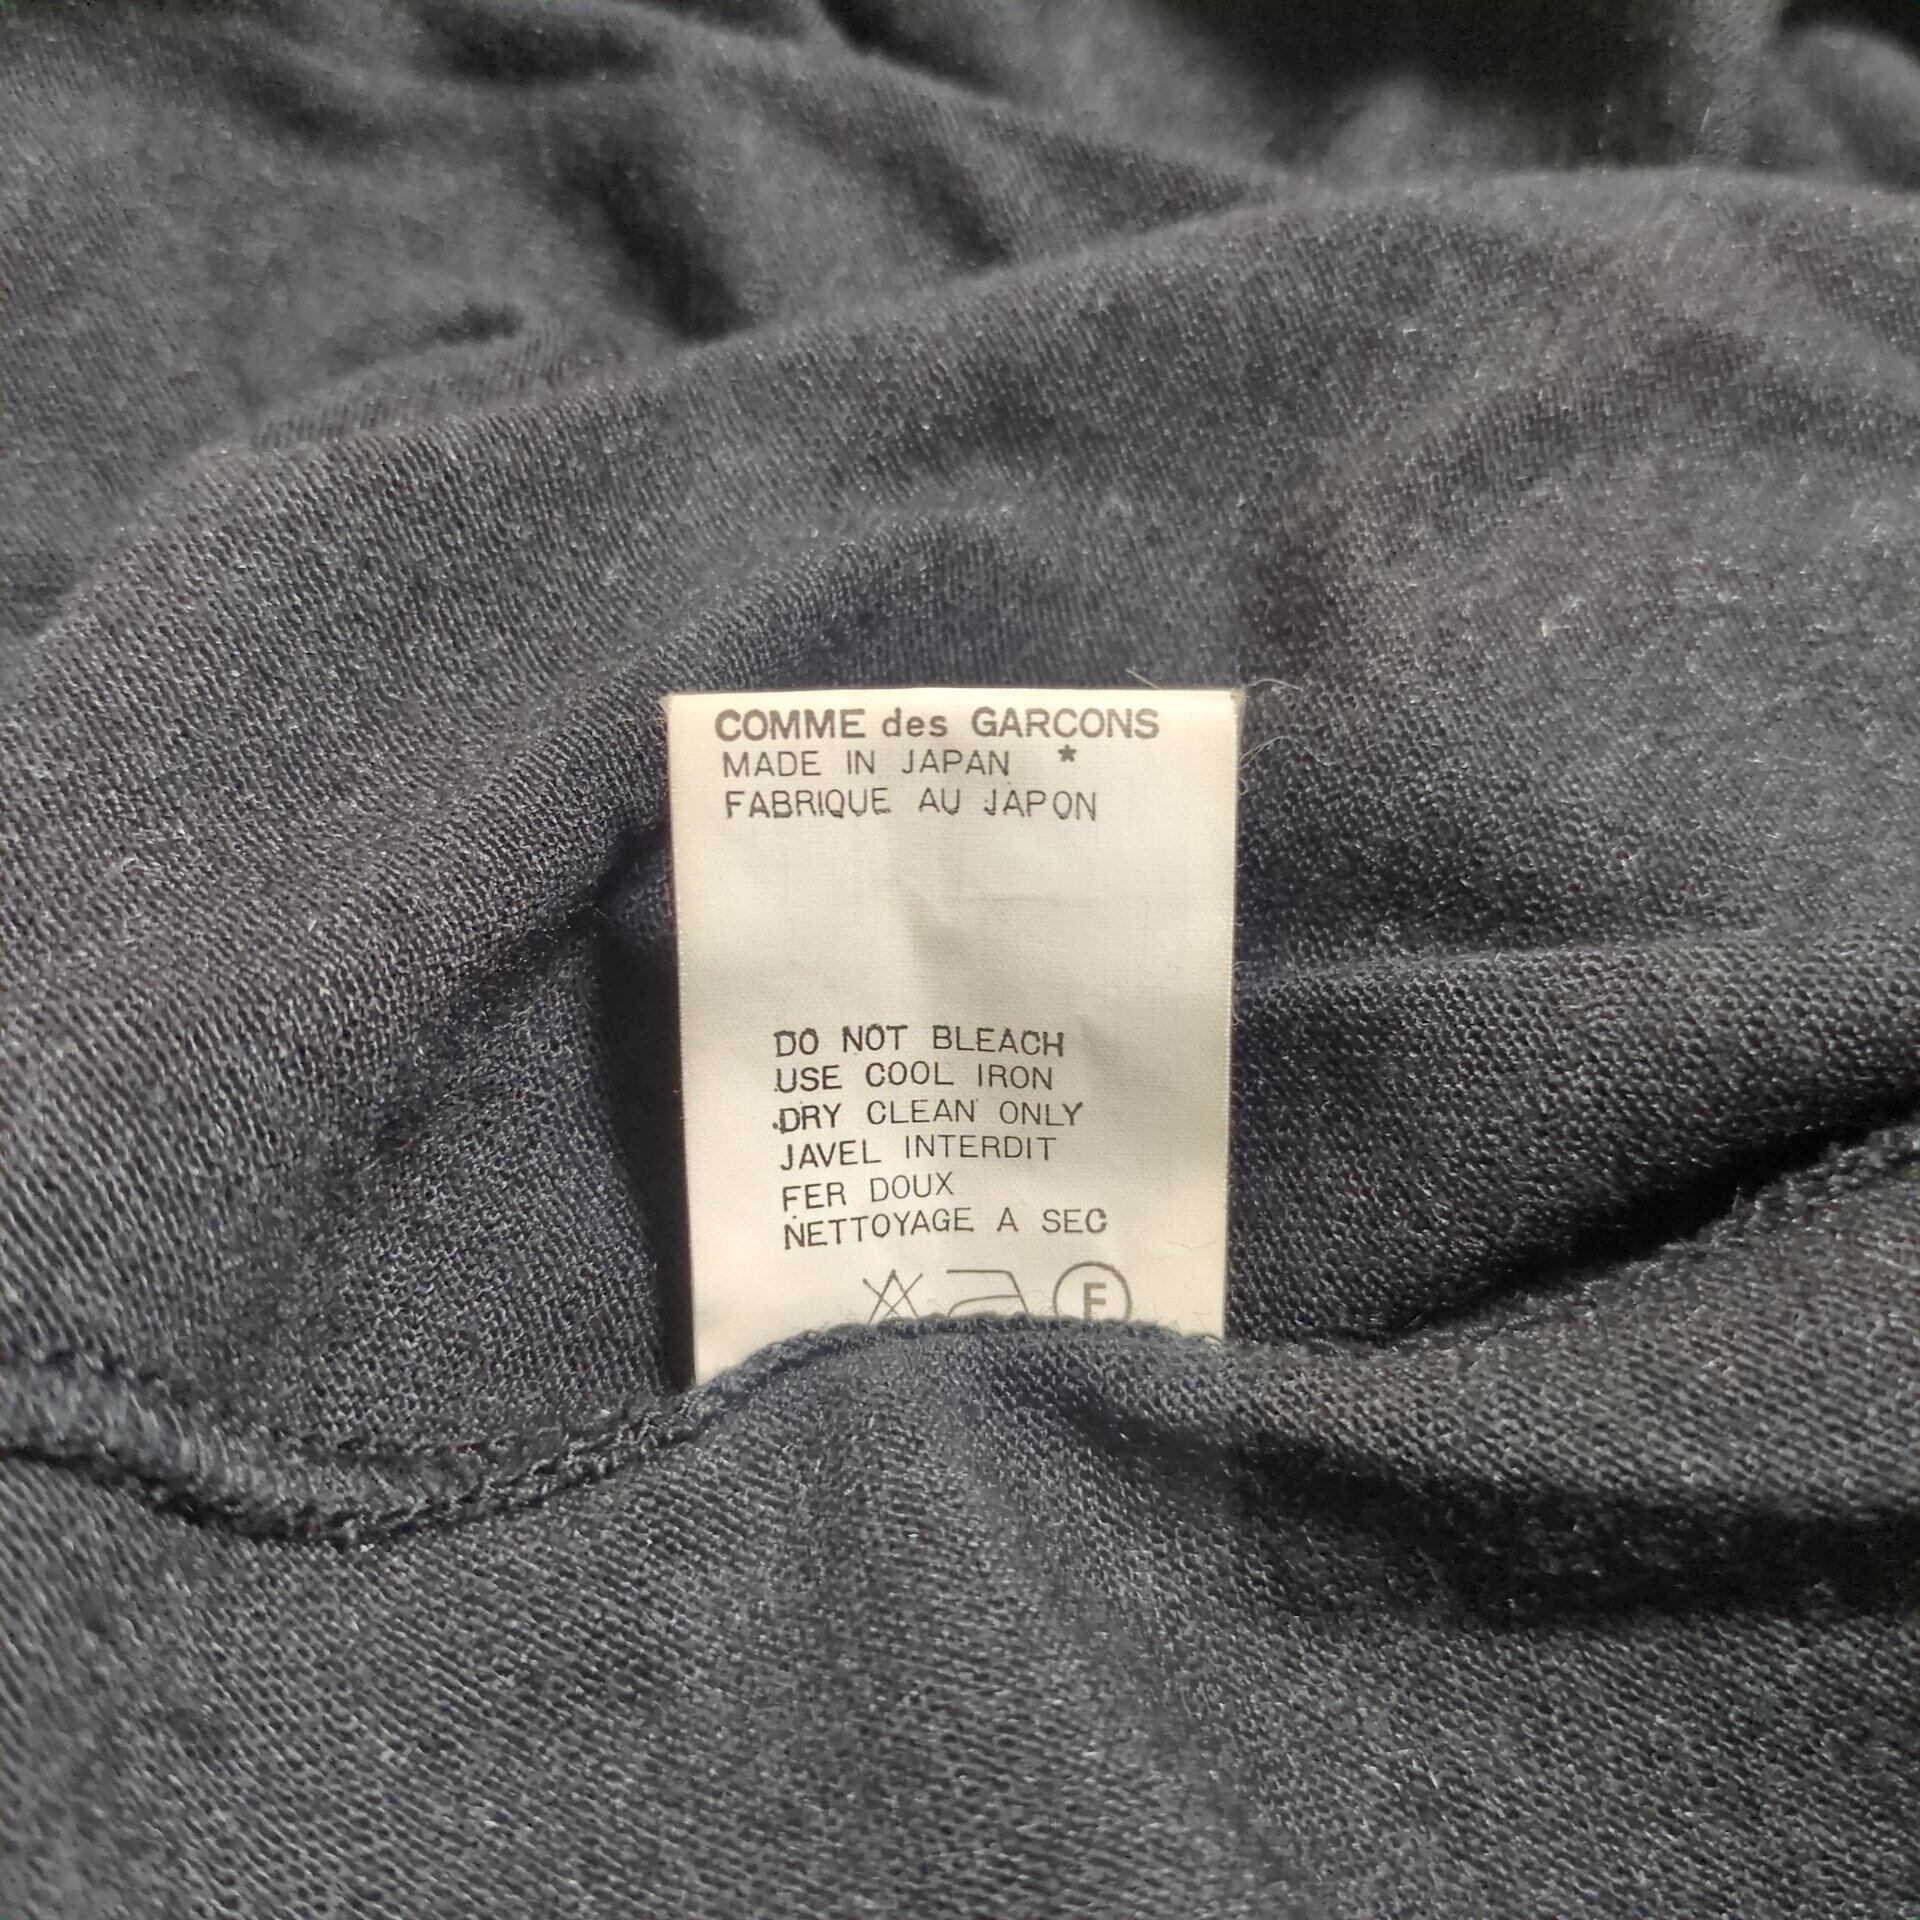 COMME des GARCONS
MADE IN JAPAN *
FABRIQUE AU JAPON
DO NOT BLEACH
USE COOL IRON
DRY CLEAN ONLY
JAVEL INTERDIT
FER DOUX
NETTOYAGE A SEC
F